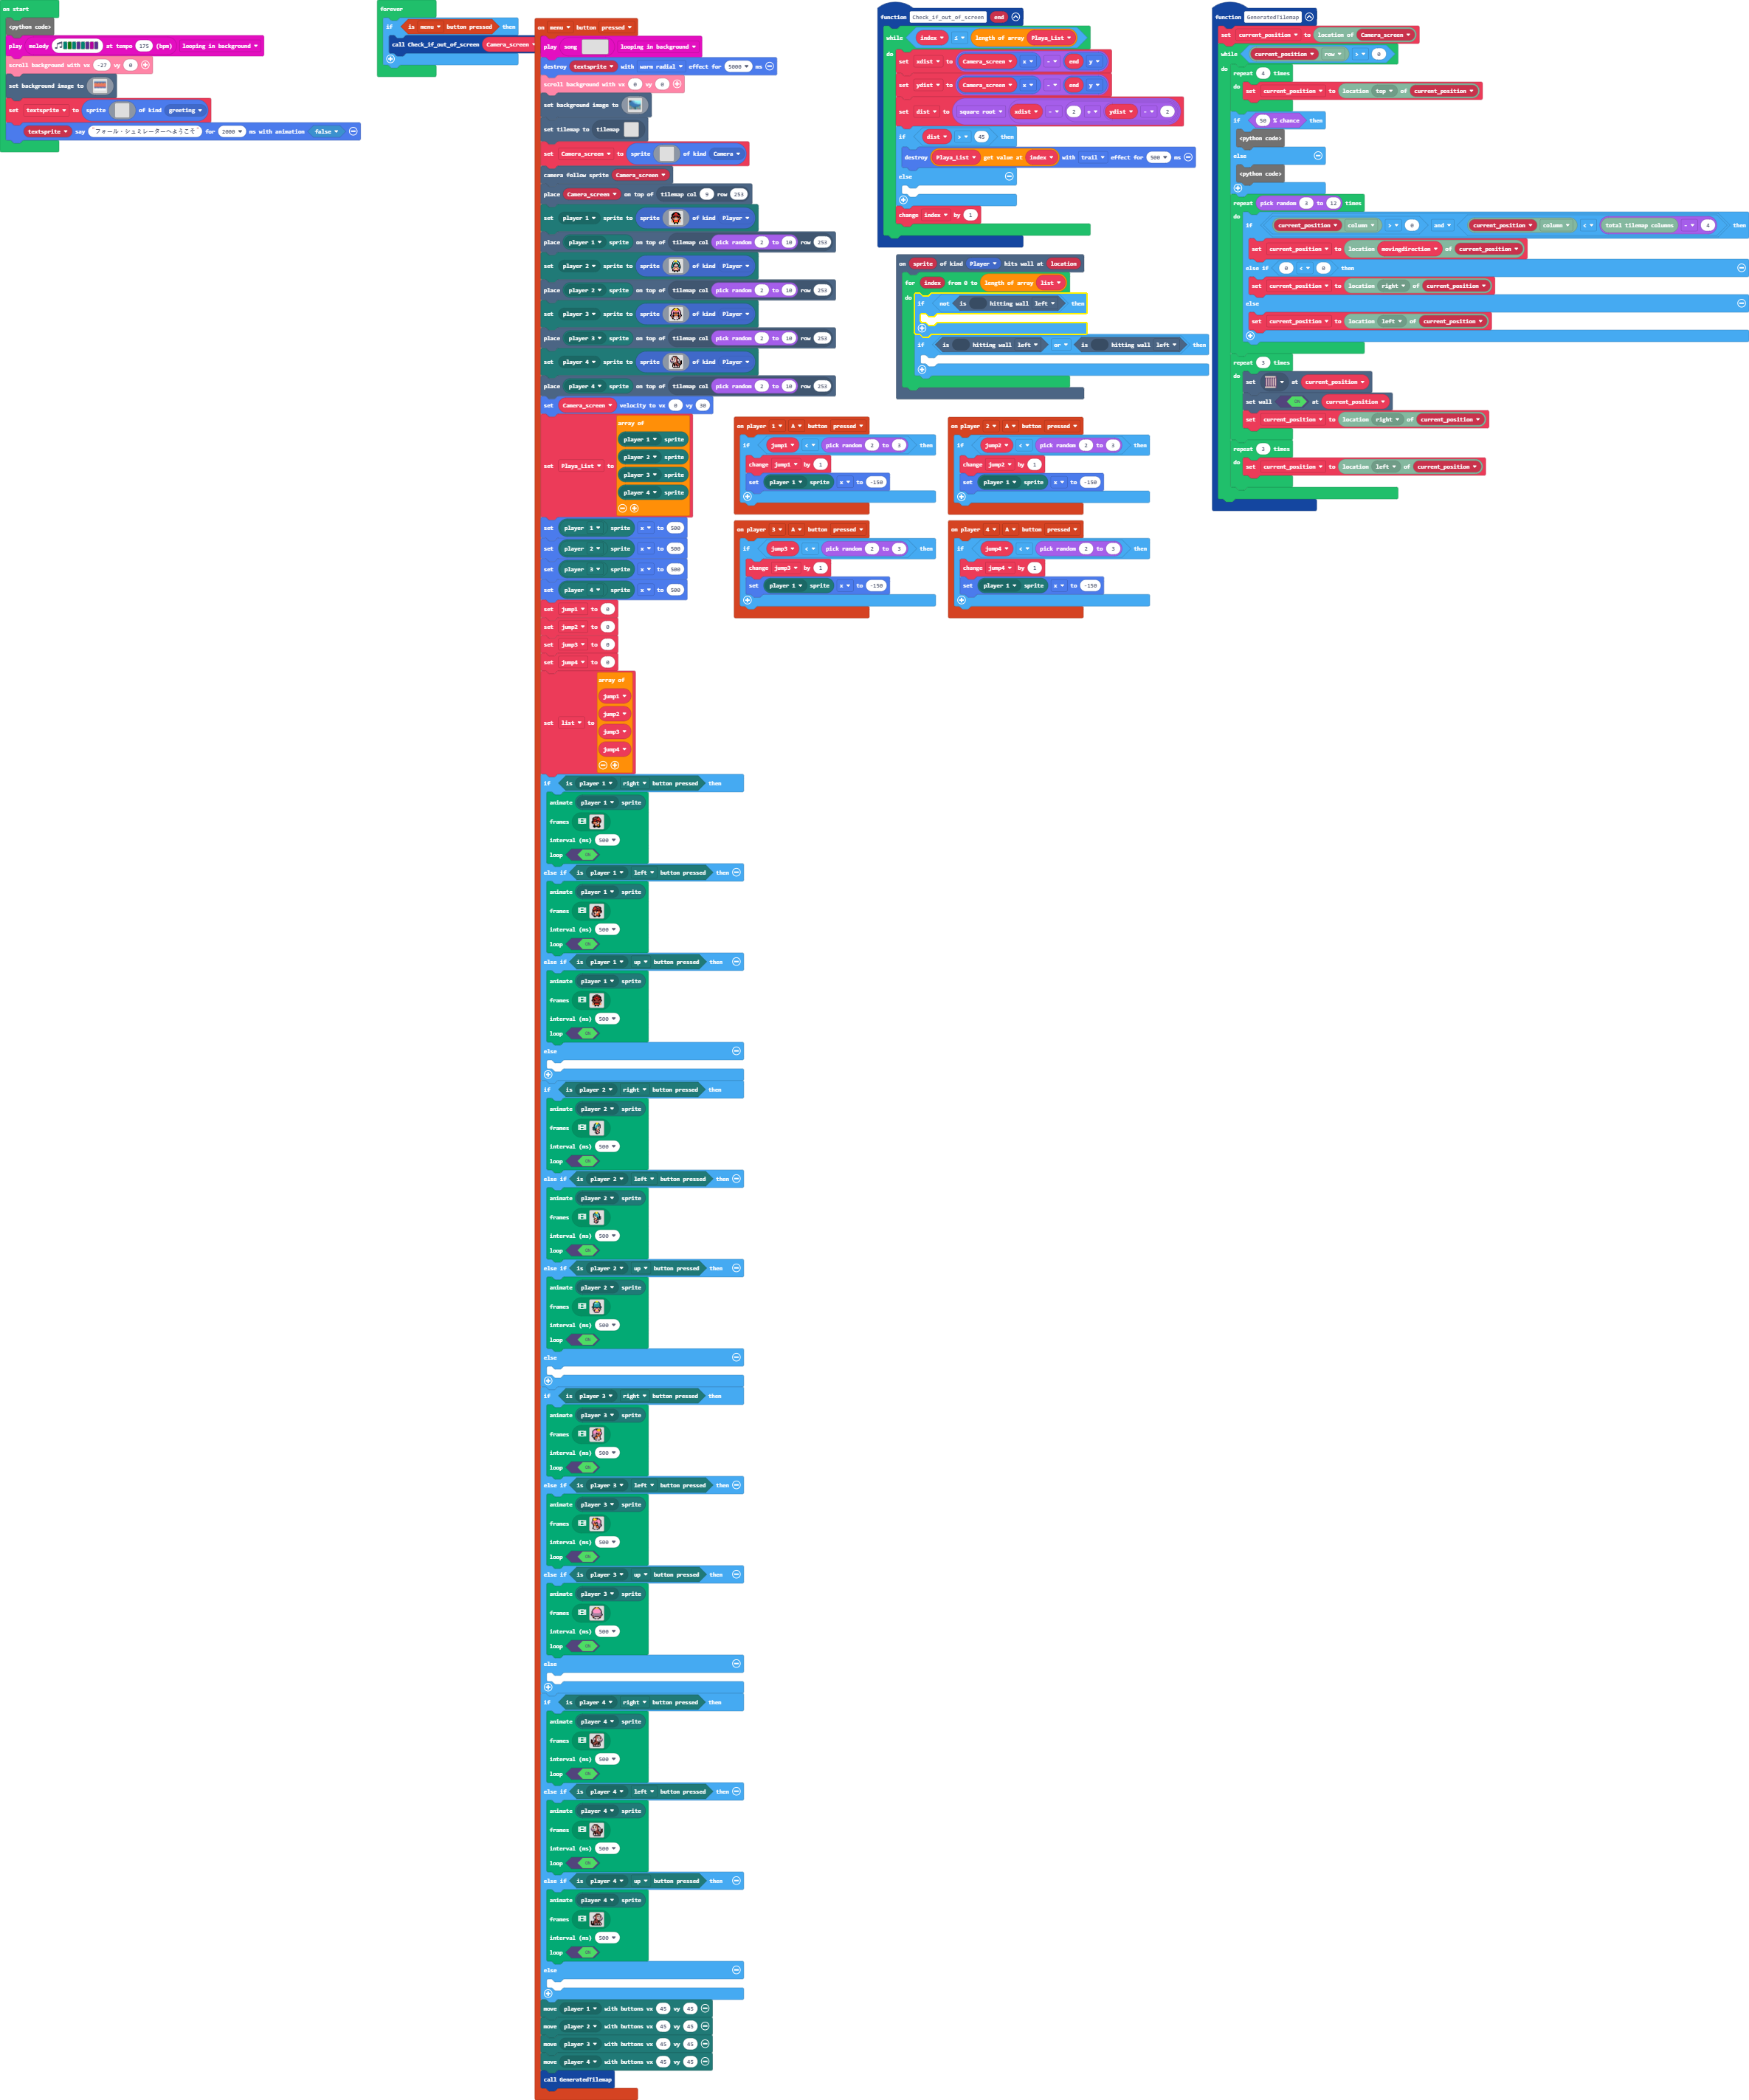 on start
<python code>
play melody at tempo 175 (bpm) looping in background
scroll background with vx -27 vy 0
set background image to
set textsprite to sprite of kind greeting
textsprite say "フォール・シュミレーターへようこそ" for 2000 ms with animation false
forever
if is menu button pressed then
call Check_if_out_of_screen Camera_screen
on menu button pressed
play song looping in background
destroy textsprite with warm radial effect for 5000 ms
scroll background with vx 0 vy 0
set background image to
set tilemap to tilemap
set Camera_screen to sprite of kind Camera
camera follow sprite Camera_screen
place Camera_screen on top of tilemap col 9 row 253
set player 1 sprite to sprite of kind Player
place player 1 sprite on top of tilemap col pick random 2 to 10 row 253
set player 2 sprite to sprite of kind Player
place player 2 sprite on top of tilemap col pick random 2 to 10 row 253
set player 3 sprite to sprite of kind Player
place player 3 sprite on top of tilemap col pick random 2 to 10 row 253
set player 4 sprite to sprite of kind Player
place player 4 sprite on top of tilemap col pick random 2 to 10 row 253
set Camera_screen velocity to vx 0 vy 30
set Playa_List to array of
player 1 sprite
player 2 sprite
player 3 sprite
player 4 sprite
set player 1 sprite x to 500
set player 2 sprite x to 500
set player 3 sprite x to 500
set player 4 sprite x to 500
set jump1 to 0
set jump2 to 0
set jump3 to 0
set jump4 to 0
set list to array of
jump1
jump2
jump3
jump4
if is player 1 right button pressed then
animate player 1 sprite
frames
interval (ms) 500
loop ON
else if is player 1 left button pressed then
animate player 1 sprite
frames
interval (ms) 500
loop ON
else if is player 1 up button pressed then
animate player 1 sprite
frames
interval (ms) 500
loop ON
else
if is player 2 right button pressed then
animate player 2 sprite
frames
interval (ms) 500
loop ON
else if is player 2 left button pressed then
animate player 2 sprite
frames
interval (ms) 500
loop ON
else if is player 2 up button pressed then
animate player 2 sprite
frames
interval (ms) 500
loop ON
else
if is player 3 right button pressed then
animate player 3 sprite
frames
interval (ms) 500
loop ON
else if is player 3 left button pressed then
animate player 3 sprite
frames
interval (ms) 500
loop ON
else if is player 3 up button pressed then
animate player 3 sprite
frames
interval (ms) 500
loop ON
else
if is player 4 right button pressed then
animate player 4 sprite
frames
interval (ms) 500
loop ON
else if is player 4 left button pressed then
animate player 4 sprite
frames
interval (ms) 500
loop ON
else if is player 4 up button pressed then
animate player 4 sprite
frames
interval (ms) 500
loop ON
else
move player 1 with buttons vx 45 vy 45
move player 2 with buttons vx 45 vy 45
move player 3 with buttons vx 45 vy 45
move player 4 with buttons vx 45 vy 45
call GeneratedTilemap
function Check_if_out_of_screen end
while index ≤ length of array Playa_List
do set xdist to Camera_screen x - end y
set ydist to Camera_screen x - end y
set dist to square root xdist - 2 + ydist - 2
if dist > 45 then
destroy Playa_List get value at index with trail effect for 500 ms
else
change index by 1
on sprite of kind Player hits wall at location
for index from 0 to length of array list
do if not is hitting wall left then
if is hitting wall left or is hitting wall left then
on player 1 A button pressed
if jump1 < pick random 2 to 3 then
change jump1 by 1
set player 1 sprite x to -150
on player 2 A button pressed
if jump2 < pick random 2 to 3 then
change jump2 by 1
set player 1 sprite x to -150
on player 3 A button pressed
if jump3 < pick random 2 to 3 then
change jump3 by 1
set player 1 sprite x to -150
on player 4 A button pressed
if jump4 < pick random 2 to 3 then
change jump4 by 1
set player 1 sprite x to -150
function GeneratedTilemap
set current_position to location of Camera_screen
while current_position row > 0
do repeat 4 times
do set current_position to location top of current_position
if 50 % chance then
<python code>
else
<python code>
repeat pick random 3 to 12 times
do if current_position column > 0 and current_position column < total tilemap columns - 4 then
set current_position to location movingdirection of current_position
else if 0 < 0 then
set current_position to location right of current_position
else
set current_position to location left of current_position
repeat 3 times
do set at current_position
set wall ON at current_position
set current_position to location right of current_position
repeat 3 times
do set current_position to location left of current_position